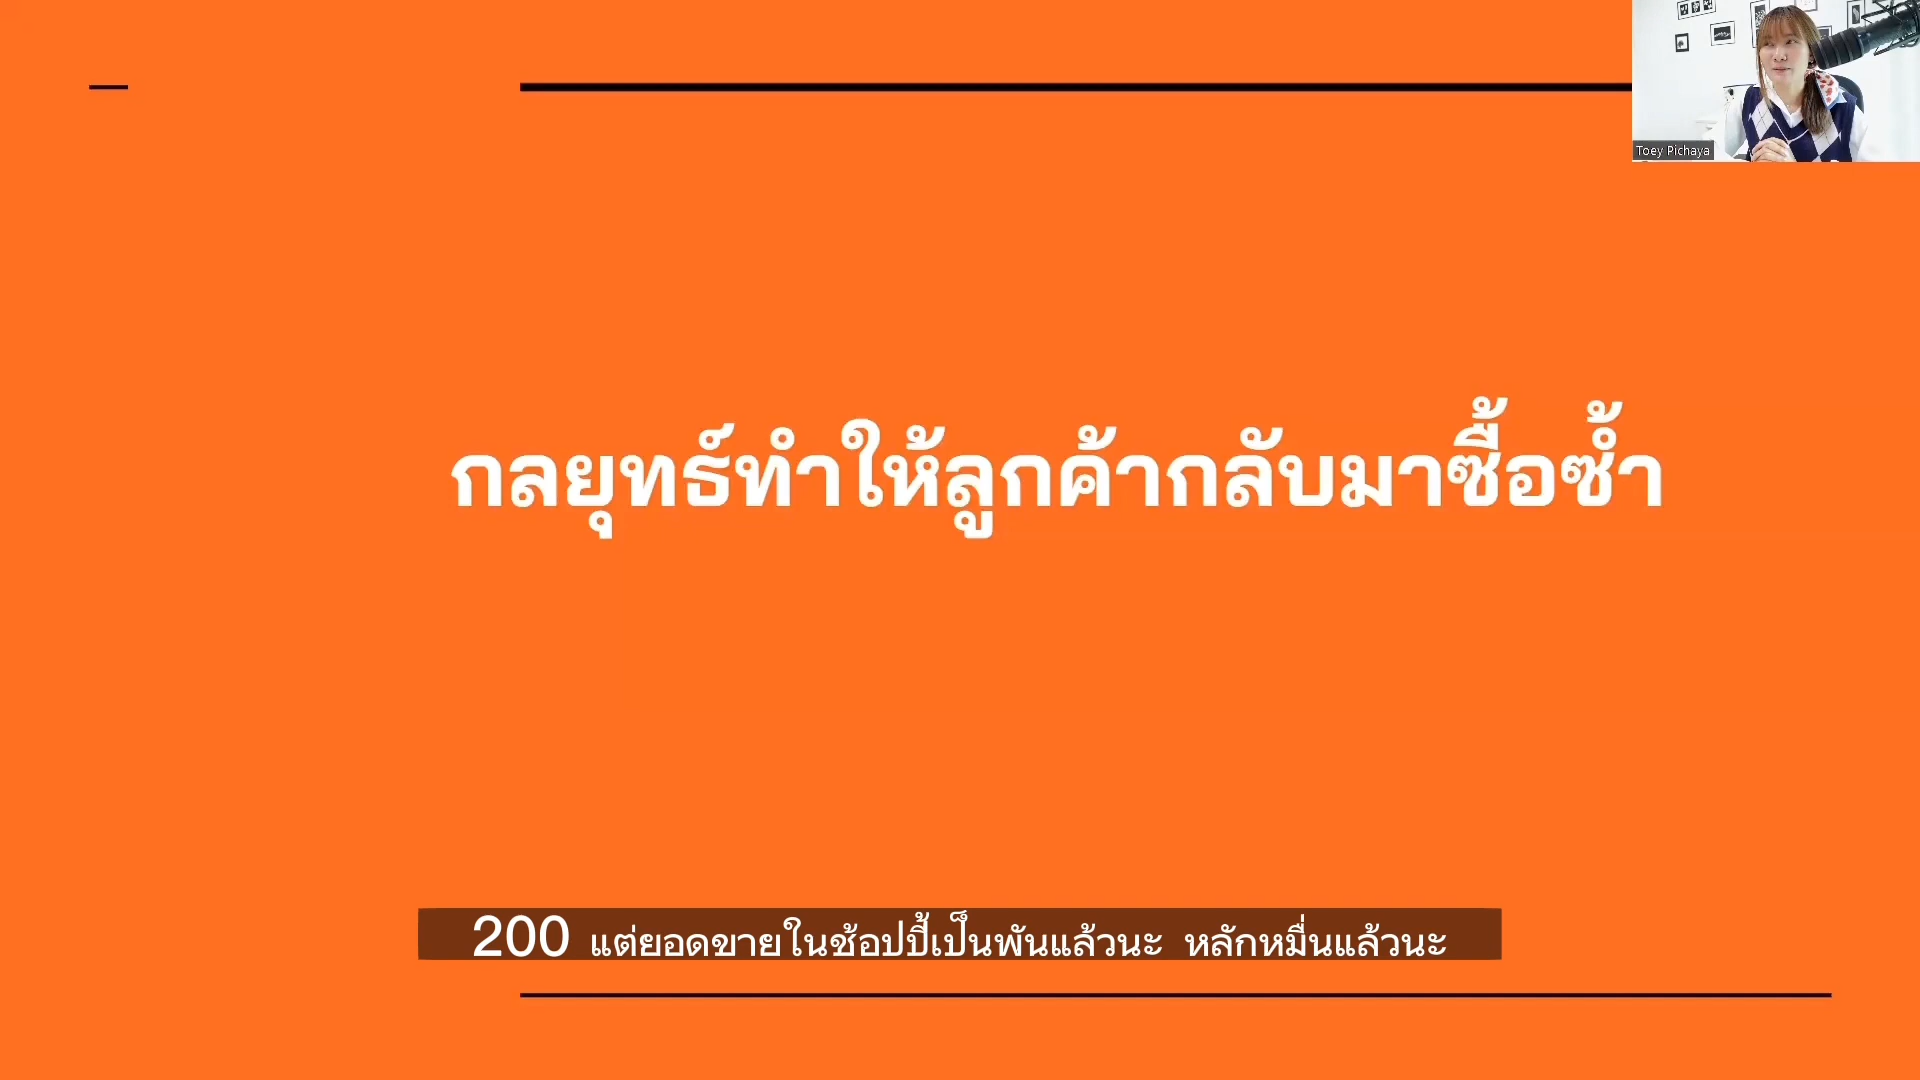 Toey Pichaya
กลยุทธ์ทำให้ลูกค้ากลับมาซื้อซ้ำ
200 แต่ยอดขายในช้อปปี้เป็นพันแล้วนะ หลักหมื่นแล้วนะ